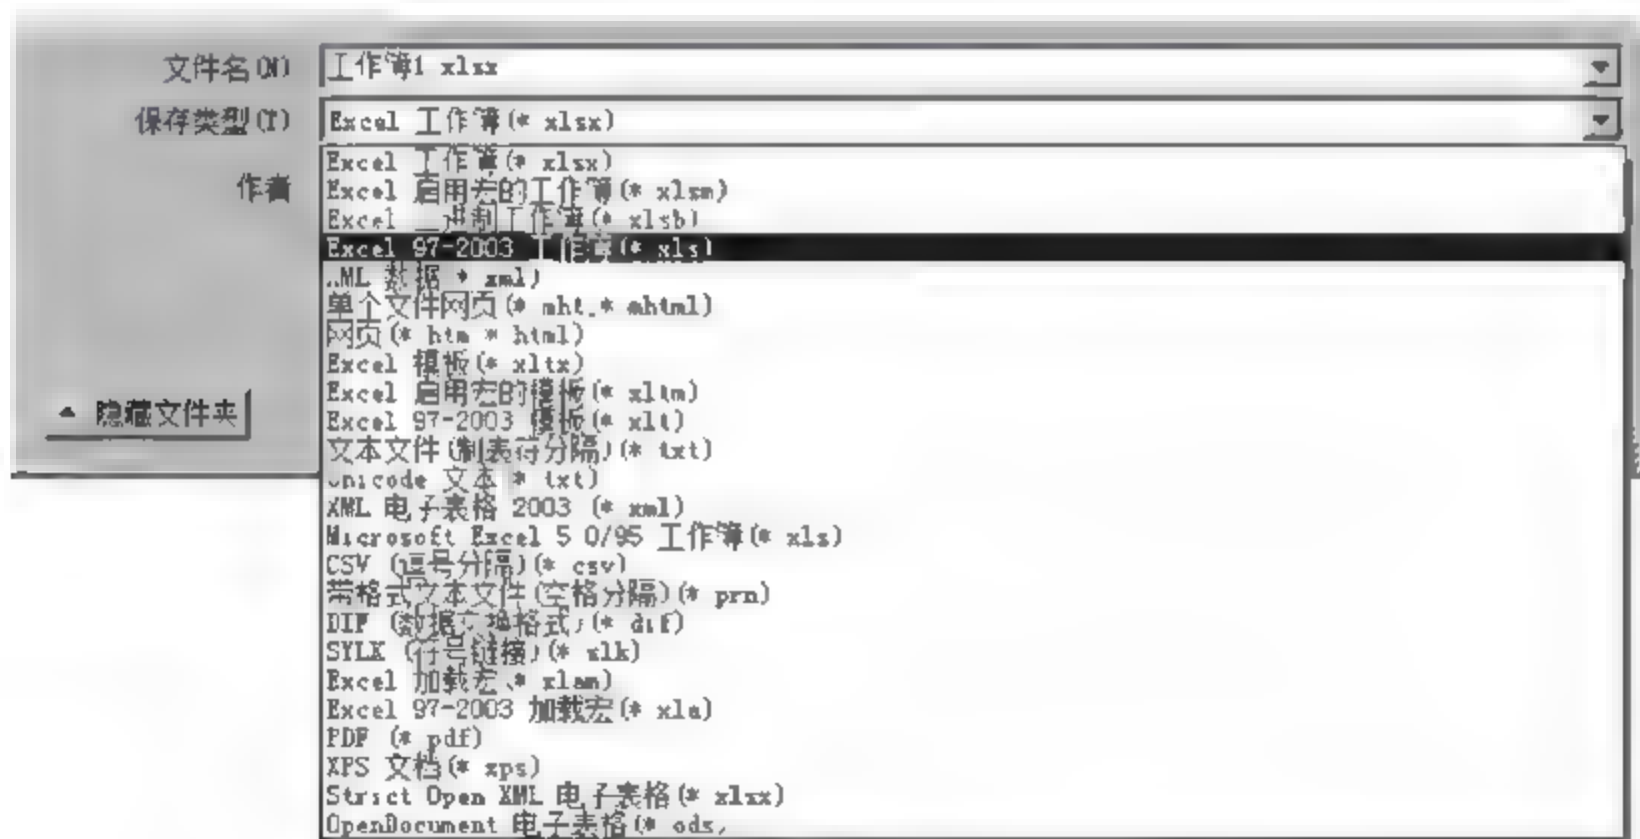 文件名(N) 工作簿1 xlsx
保存类型(T) Excel 工作簿(* xlsx)
作者
Excel 工作簿(* xlsx)
Excel 启用宏的工作簿(* xlsm)
Excel 二进制工作簿(* xlsb)
Excel 97-2003 工作簿(* xls)
XML 数据(* xml)
单个文件网页(* mht,* mhtml)
网页(* htm * html)
Excel 模板(* xltx)
Excel 启用宏的模板(* xltm)
Excel 97-2003 模板(* xlt)
文本文件(制表符分隔)(* txt)
Unicode 文本(* txt)
XML 电子表格 2003 (* xml)
Microsoft Excel 5 0/95 工作簿(* xls)
CSV (逗号分隔)(* csv)
带格式文本文件(空格分隔)(* prn)
DIF (数据交换格式)(* dif)
SYLK (符号链接)(* slk)
Excel 加载宏(* xlam)
Excel 97-2003 加载宏(* xla)
PDF (* pdf)
XPS 文档(* xps)
Strict Open XML 电子表格(* xlsx)
OpenDocument 电子表格(* ods)
隐藏文件夹